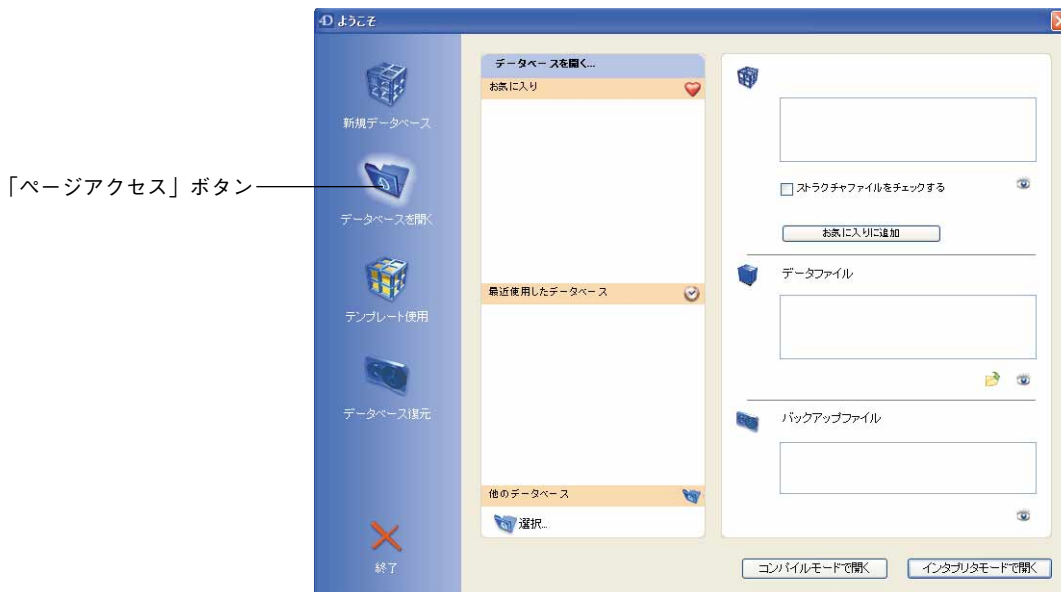 ようこそ
新規データベース
「ページアクセス」ボタン
データベースを開く
テンプレート使用
データベース復元
終了
データベースを開く...
お気に入り
最近使用したデータベース
他のデータベース
選択...
ストラクチャファイルをチェックする
お気に入りに追加
データファイル
バックアップファイル
コンパイルモードで開く
インタプリタモードで開く